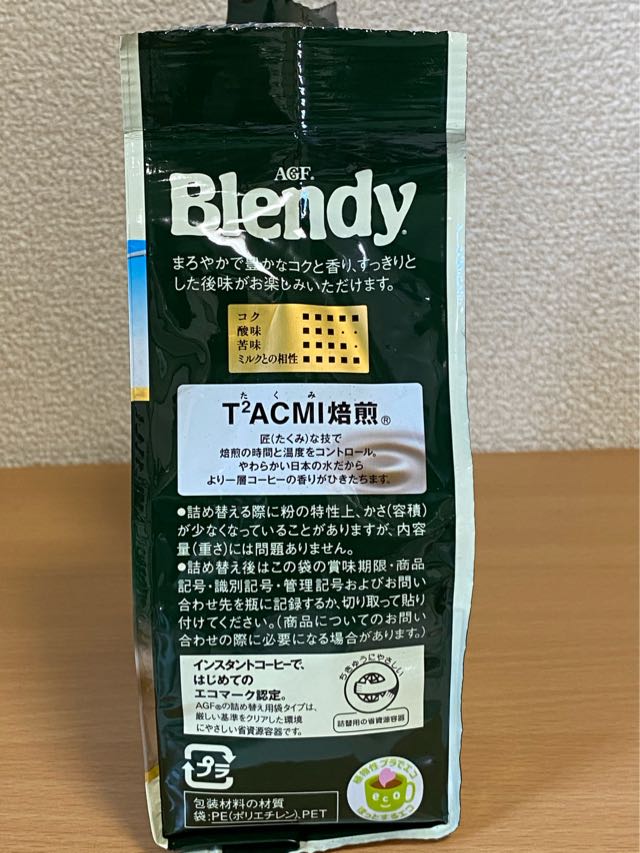 AGF®
Blendy®
まろやかで豊かなコクと香り、すっきりと
した後味がお楽しみいただけます。
コク ■■■■■
酸味 ■■■・・
苦味 ■■■■・
ミルクとの相性 ■■■■■
たくみ
T²ACMI焙煎®
匠(たくみ)な技で
焙煎の時間と温度をコントロール。
やわらかい日本の水だから
より一層コーヒーの香りがひきたちます。
●詰め替える際に粉の特性上、かさ(容積)
が少なくなっていることがありますが、内容
量(重さ)には問題ありません。
●詰め替え後はこの袋の賞味期限・商品
記号・識別記号・管理記号およびお問い
合わせ先を瓶に記録するか、切り取って貼り
付けてください。(商品についてのお問い
合わせの際に必要になる場合があります。)
インスタントコーヒーで、
はじめての
エコマーク認定。
AGF®の詰め替え用袋タイプは、
厳しい基準をクリアした環境
にやさしい省資源容器です。
ちきゅうにやさしい
詰替用の省資源容器
プラ
包装材料の材質
袋:PE(ポリエチレン)、PET
植物性プラでエコ
eco
ほっとするエコ